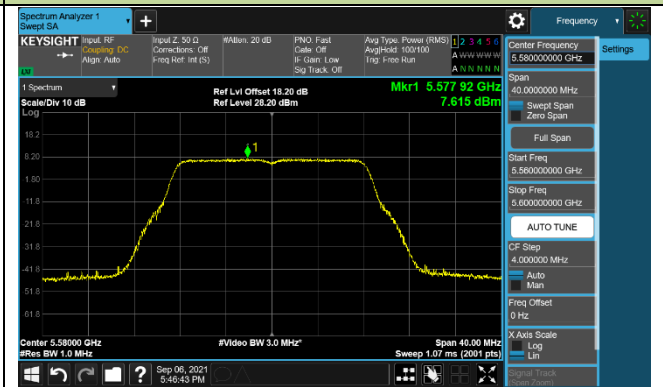 Spectrum Analyzer 1
Swept SA
+
Frequency
KEYSIGHT
Input: RF
Coupling: DC
Align: Auto
Input Z: 50 Ω
Corrections: Off
Freq Ref: Int (S)
#Atten: 20 dB
PNO: Fast
Gate: Off
IF Gain: Low
Sig Track: Off
Avg Type: Power (RMS)
Avg|Hold: 100/100
Trig: Free Run
1 2 3 4 5 6
A W W W W W
A N N N N N
1 Spectrum
Scale/Div 10 dB
Log
Ref Lvl Offset 18.20 dB
Ref Level 28.20 dBm
Mkr1 5.577 92 GHz
7.615 dBm
18.2
8.20
1
-1.80
-11.8
-21.8
-31.8
-41.8
-51.8
-61.8
Center 5.58000 GHz
#Res BW 1.0 MHz
#Video BW 3.0 MHz*
Span 40.00 MHz
Sweep 1.07 ms (2001 pts)
Center Frequency
5.580000000 GHz
Settings
Span
40.0000000 MHz
Swept Span
Zero Span
Full Span
Start Freq
5.560000000 GHz
Stop Freq
5.600000000 GHz
AUTO TUNE
CF Step
4.000000 MHz
Auto
Man
Freq Offset
0 Hz
X Axis Scale
Log
Lin
Signal Track
(Span Zoom)
?
Sep 06, 2021
5:46:43 PM